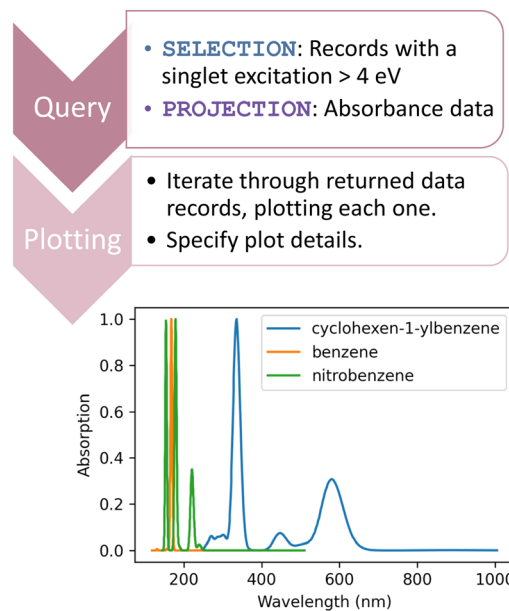 Query
• SELECTION: Records with a
singlet excitation > 4 eV
• PROJECTION: Absorbance data
Plotting
• Iterate through returned data
records, plotting each one.
• Specify plot details.
cyclohexen-1-ylbenzene
benzene
nitrobenzene
Absorption
1.0
0.8
0.6
0.4
0.2
0.0
200 400 600 800 1000
Wavelength (nm)